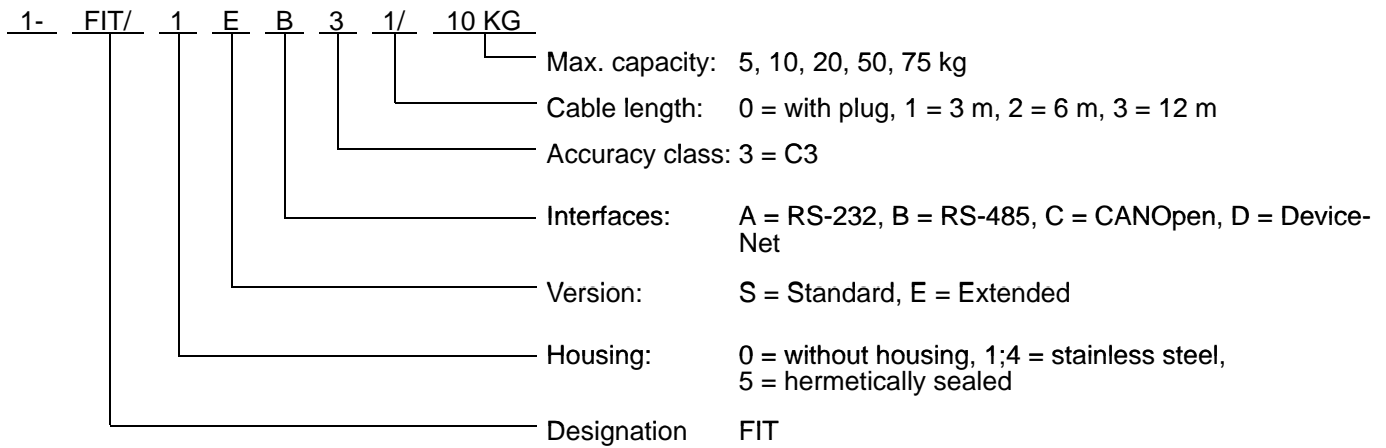 1- FIT/ 1 E B 3 1/ 10 KG
Max. capacity: 5, 10, 20, 50, 75 kg
Cable length: 0 = with plug, 1 = 3 m, 2 = 6 m, 3 = 12 m
Accuracy class: 3 = C3
Interfaces: A = RS-232, B = RS-485, C = CANOpen, D = Device-
Net
Version: S = Standard, E = Extended
Housing: 0 = without housing, 1;4 = stainless steel,
5 = hermetically sealed
Designation FIT